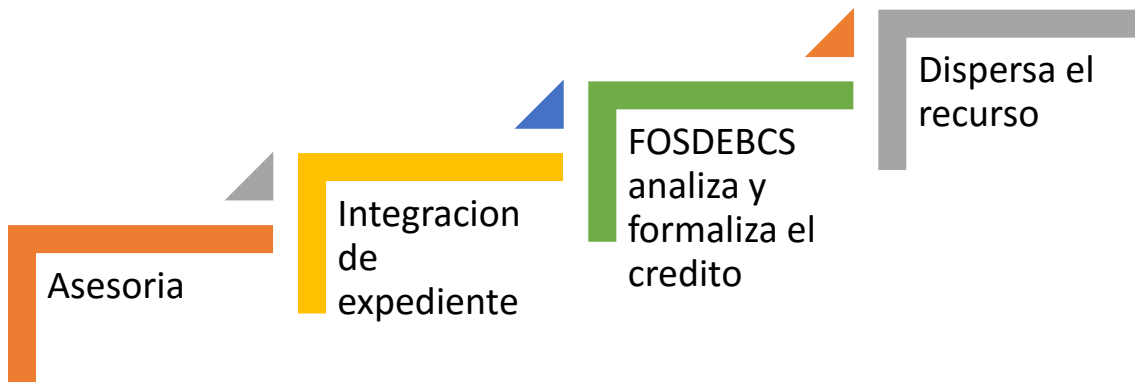 Asesoria
Integracion
de
expediente
FOSDEBCS
analiza y
formaliza el
credito
Dispersa el
recurso